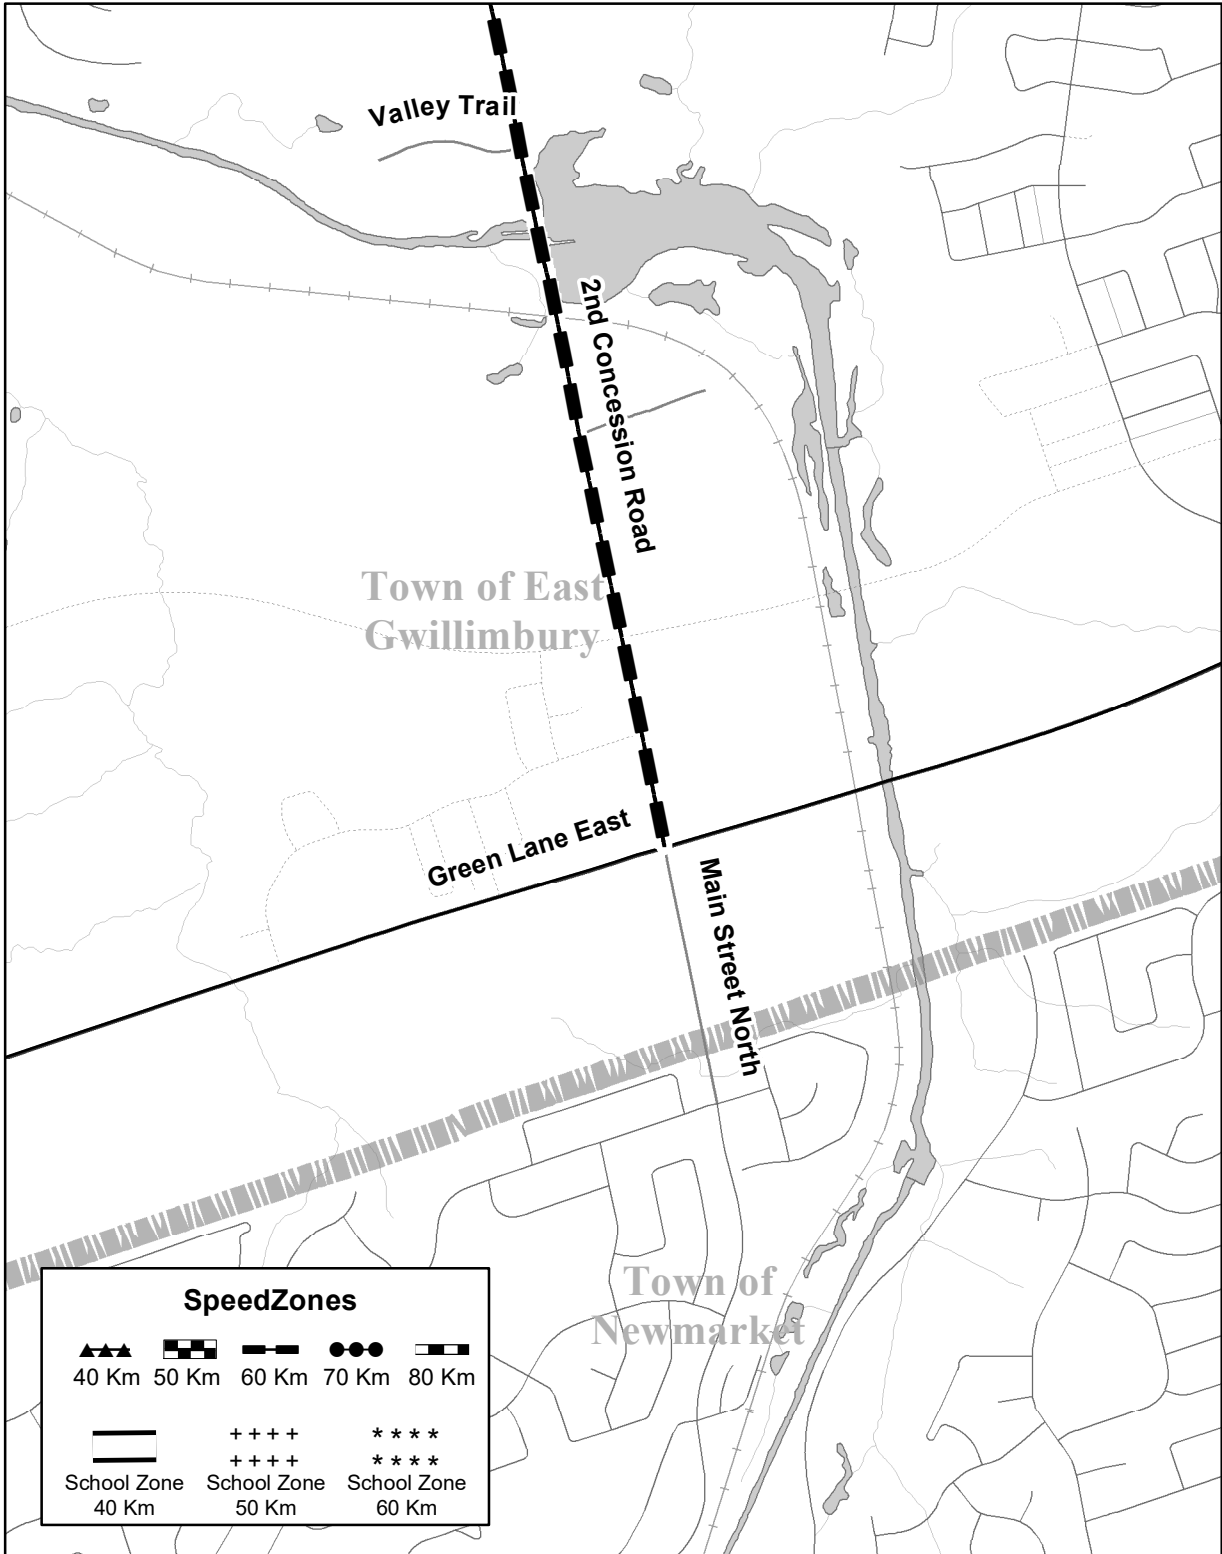 Valley Trail
2nd Concession Road
Town of East
Gwillimbury
Green Lane East
Main Street North
Town of
Newmarket
SpeedZones
40 Km 50 Km 60 Km 70 Km 80 Km
++++ ****
++++ ****
School Zone School Zone School Zone
40 Km 50 Km 60 Km